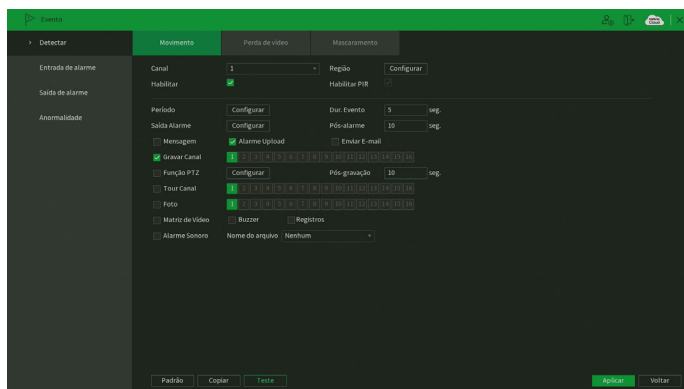 Evento
Detectar
Entrada de alarme
Saída de alarme
Anormalidade
Movimento Perda de vídeo Mascaramento
Canal 1 Região Configurar
Habilitar Habilitar PIR
Período Configurar Dur. Evento 5 seg.
Saída Alarme Configurar Pós-alarme 10 seg.
Mensagem Alarme Upload Enviar E-mail
Gravar Canal 1 2 3 4 5 6 7 8 9 10 11 12 13 14 15 16
Função PTZ Configurar Pós-gravação 10 seg.
Tour Canal 1 2 3 4 5 6 7 8 9 10 11 12 13 14 15 16
Foto 1 2 3 4 5 6 7 8 9 10 11 12 13 14 15 16
Matriz de Vídeo Buzzer Registros
Alarme Sonoro Nome do arquivo Nenhum
Padrão Copiar Teste Aplicar Voltar